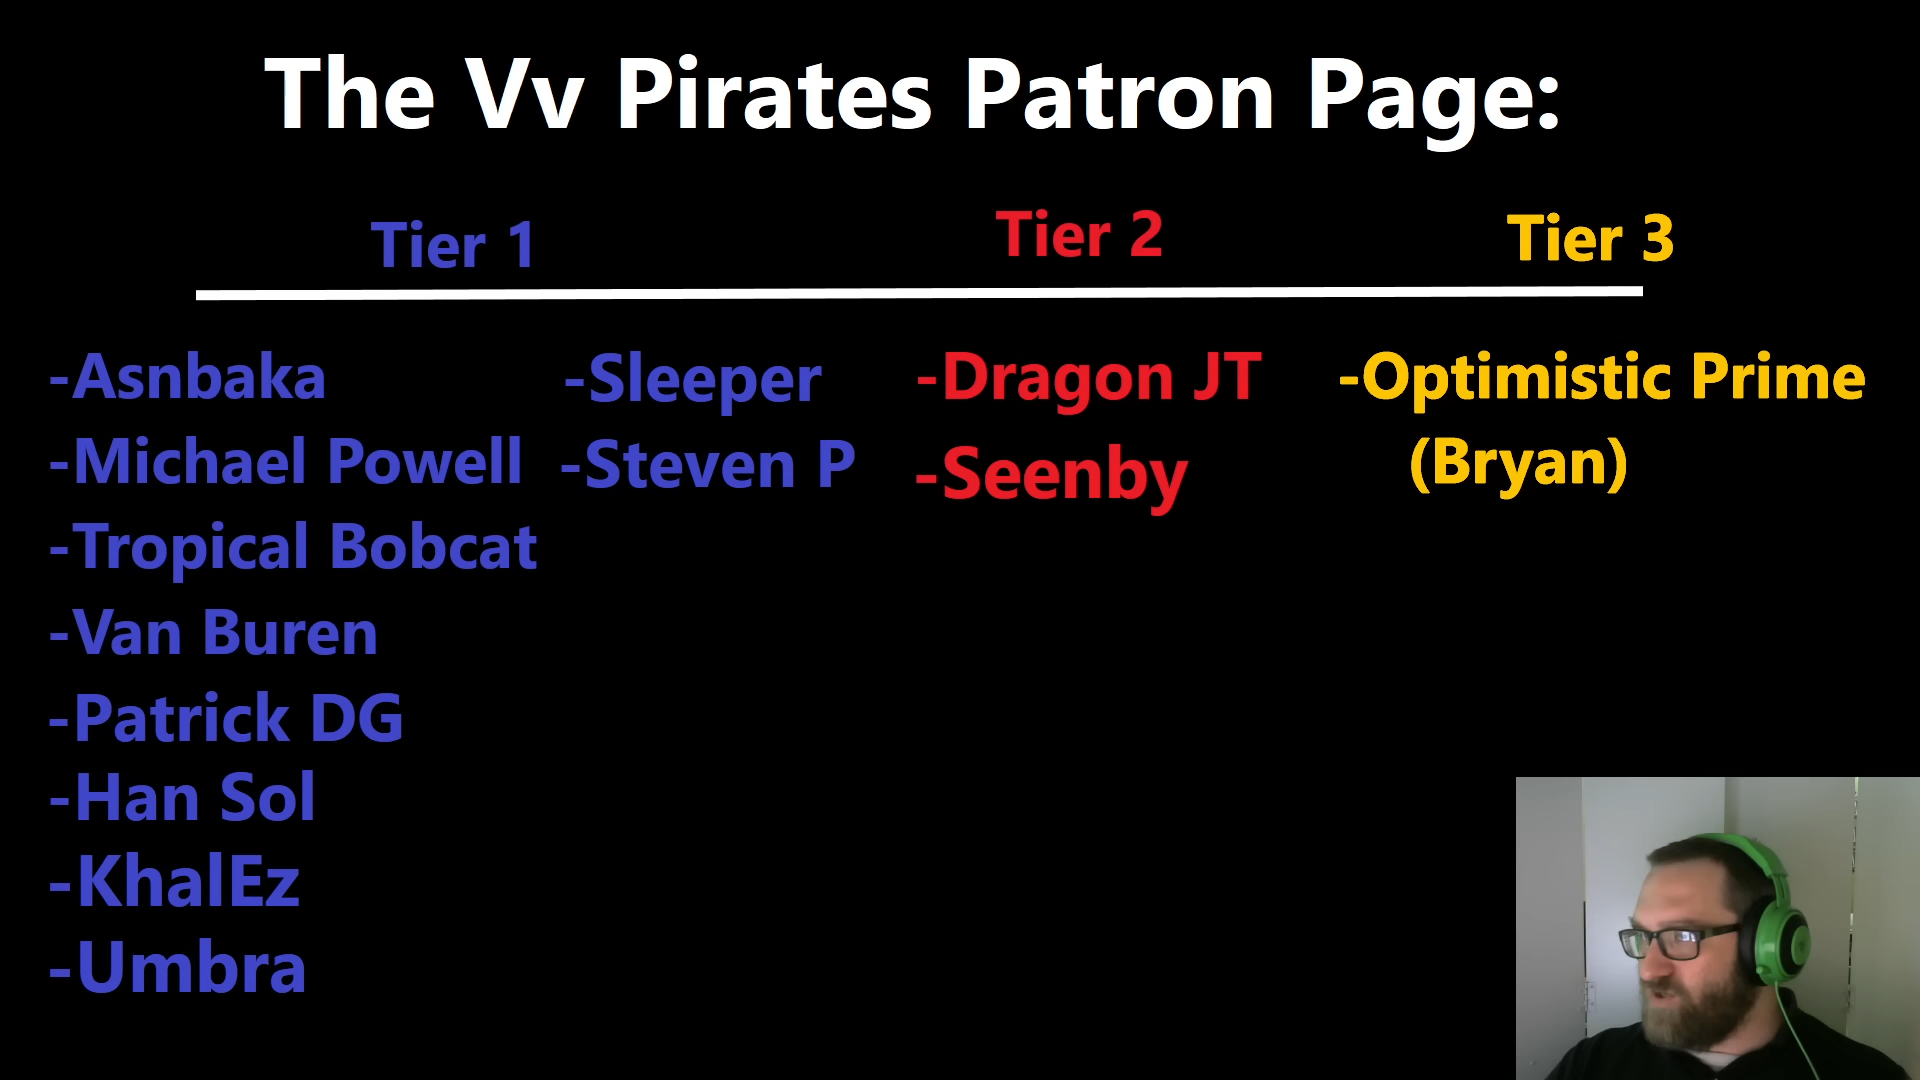 The Vv Pirates Patron Page:
Tier 1
Tier 2
Tier 3
-Asnbaka
-Michael Powell
-Tropical Bobcat
-Van Buren
-Patrick DG
-Han Sol
-KhalEz
-Umbra
-Sleeper
-Steven P
-Dragon JT
-Seenby
-Optimistic Prime
(Bryan)